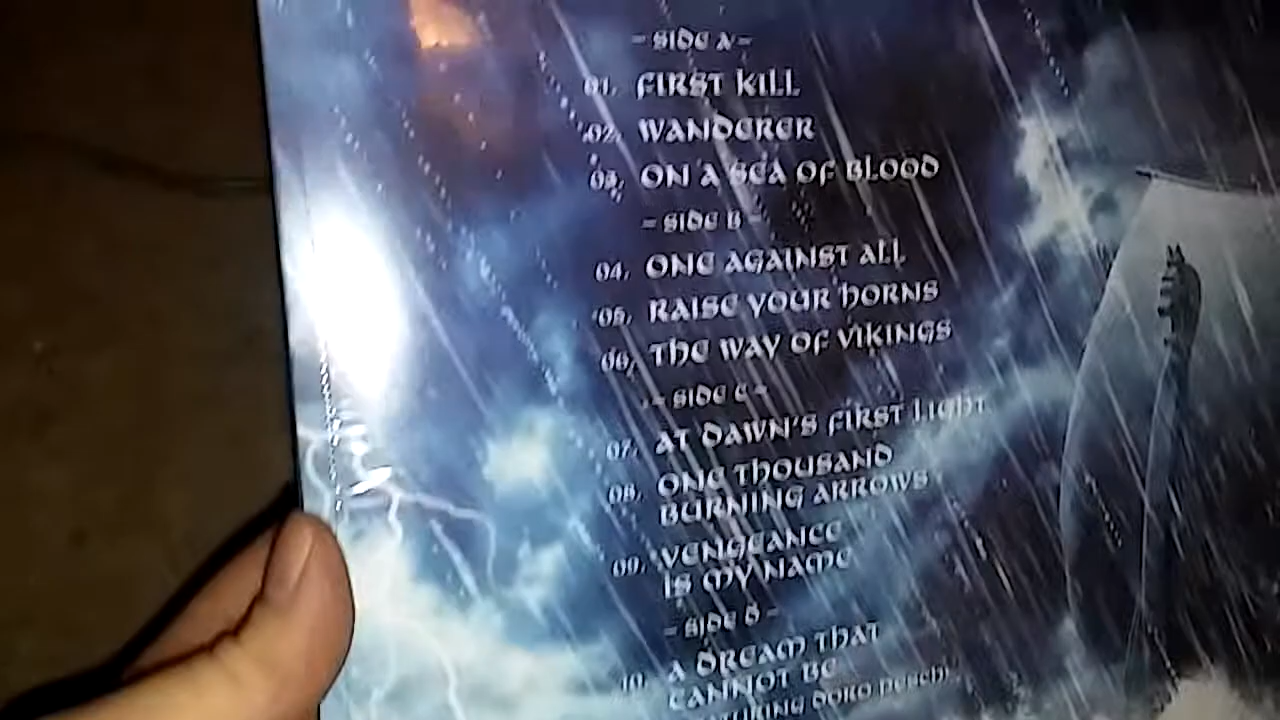 - SIDE A -
01. FIRST KILL
02. WANDERER
03. ON A SEA OF BLOOD
- SIDE B -
04. ONE AGAINST ALL
05. RAISE YOUR HORNS
06. THE WAY OF VIKINGS
- SIDE C -
07. AT DAWN'S FIRST LIGHT
08. ONE THOUSAND
BURNING ARROWS
09. VENGEANCE
IS MY NAME
- SIDE D -
10. A DREAM THAT
CANNOT BE
DORO PESCH)